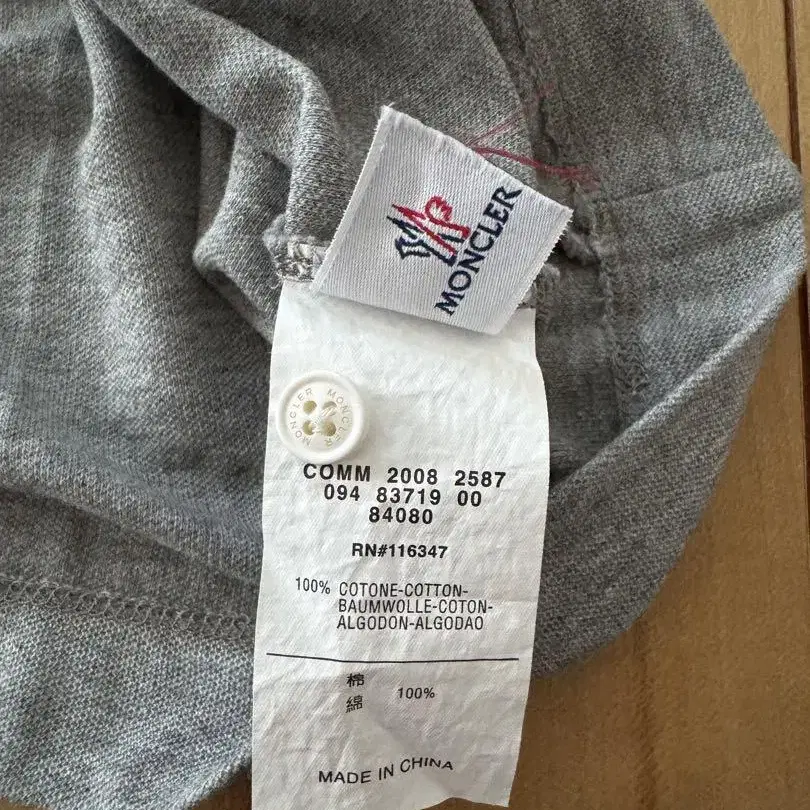 MONCLER
MONCLER MONCLER
COMM 2008 2587
094 83719 00
84080
RN#116347
100% COTONE-COTTON-
BAUMWOLLE-COTON-
ALGODON-ALGODAO
棉
綿 100%
MADE IN CHINA